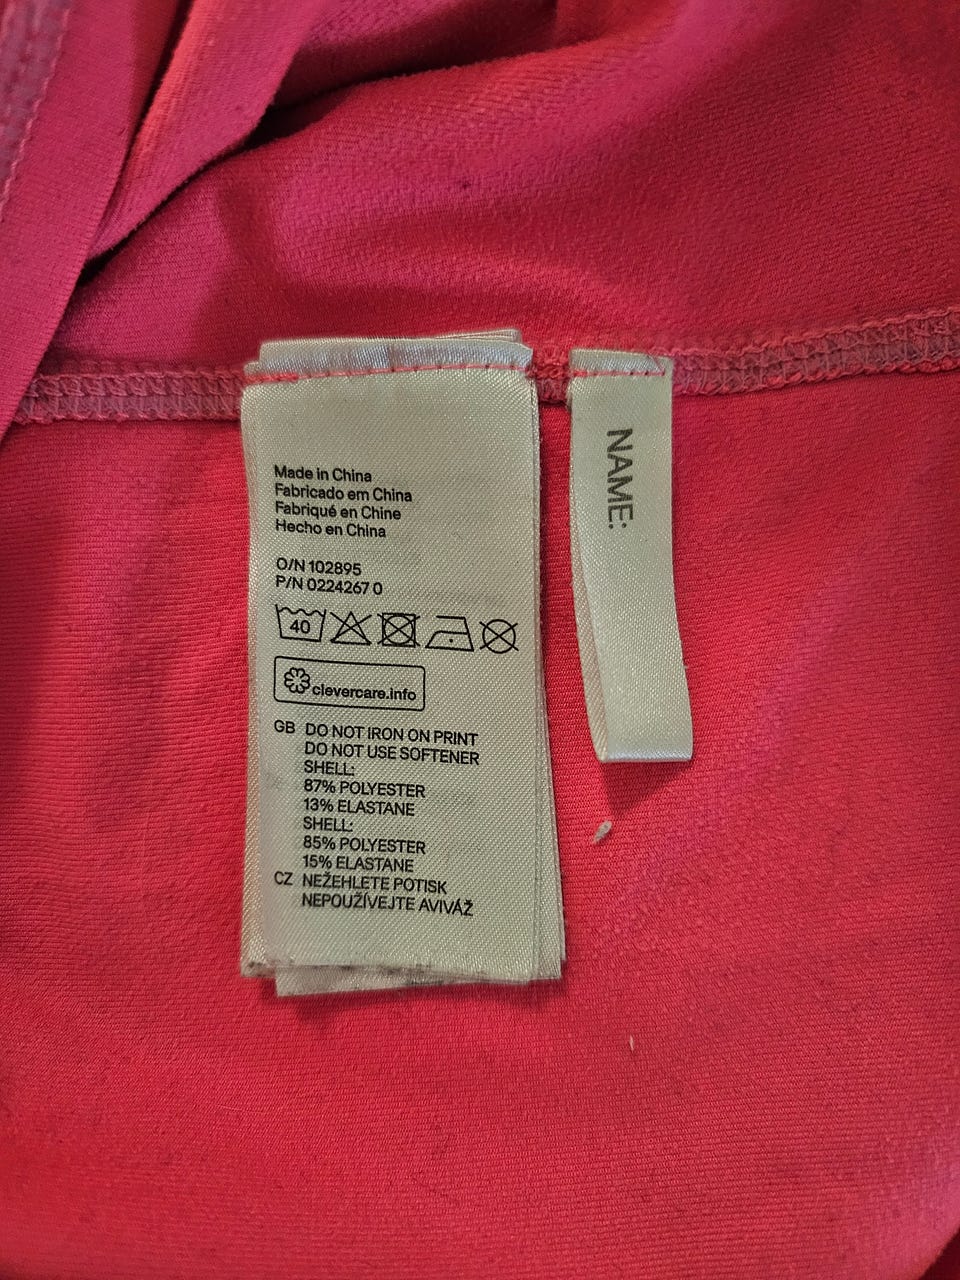 Made in China
Fabricado em China
Fabriqué en Chine
Hecho en China
O/N 102895
P/N 0224267 0
40
clevercare.info
GB DO NOT IRON ON PRINT
DO NOT USE SOFTENER
SHELL:
87% POLYESTER
13% ELASTANE
SHELL:
85% POLYESTER
15% ELASTANE
CZ NEŽEHLETE POTISK
NEPOUŽÍVEJTE AVIVÁŽ
NAME: